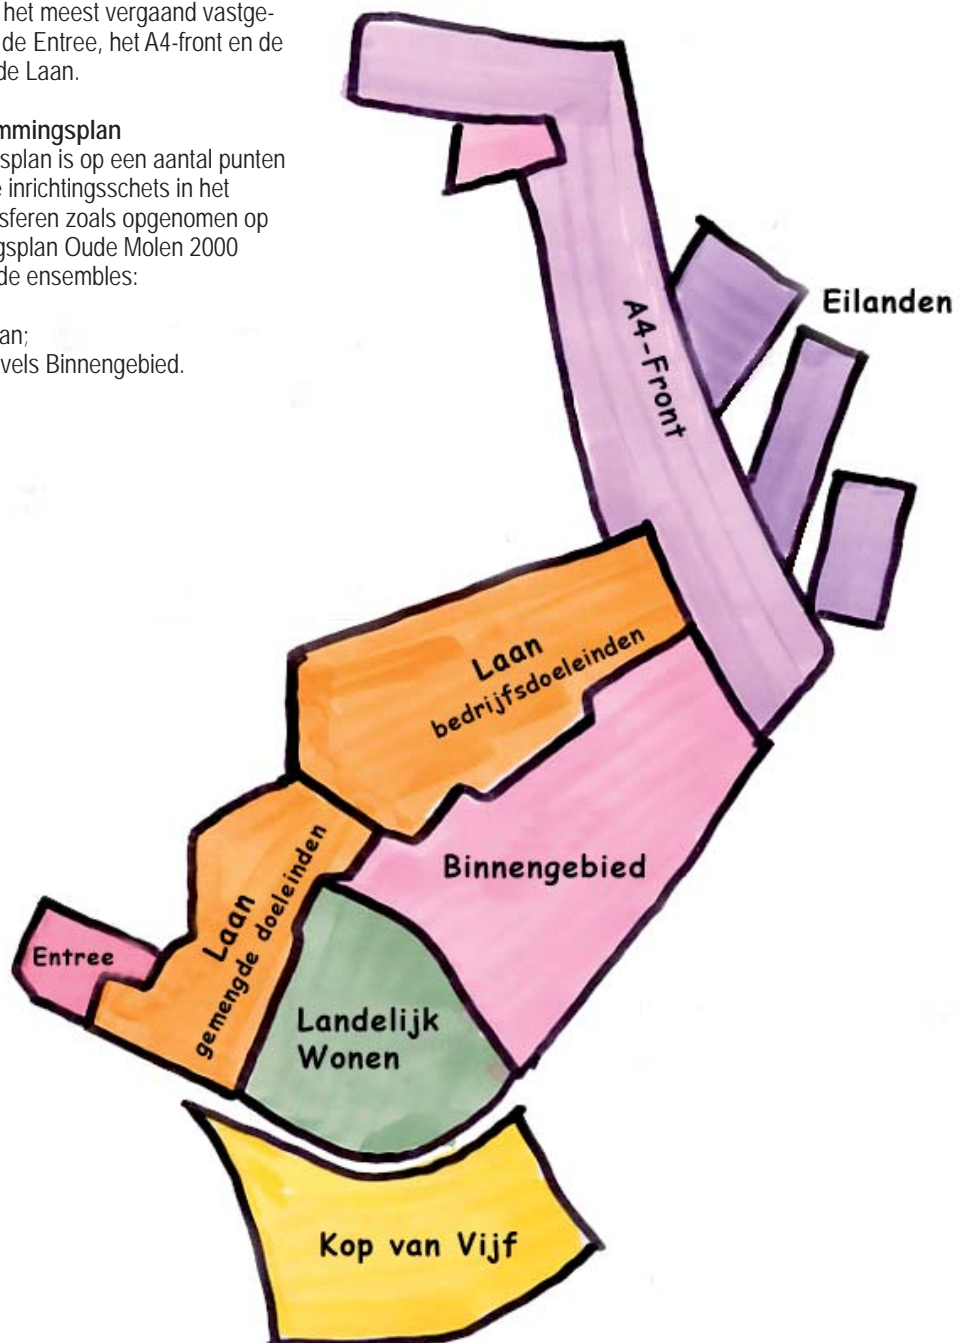 het meest vergaand vastge-
de Entree, het A4-front en de
de Laan.
mmingsplan
splan is op een aantal punten
e inrichtingsschets in het
sferen zoals opgenomen op
gsplan Oude Molen 2000
de ensembles:
an;
vels Binnengebied.
Eilanden
A4-Front
Laan
bedrijfsdoeleinden
Binnengebied
Laan
gemengde doeleinden
Entree
Landelijk
Wonen
Kop van Vijf